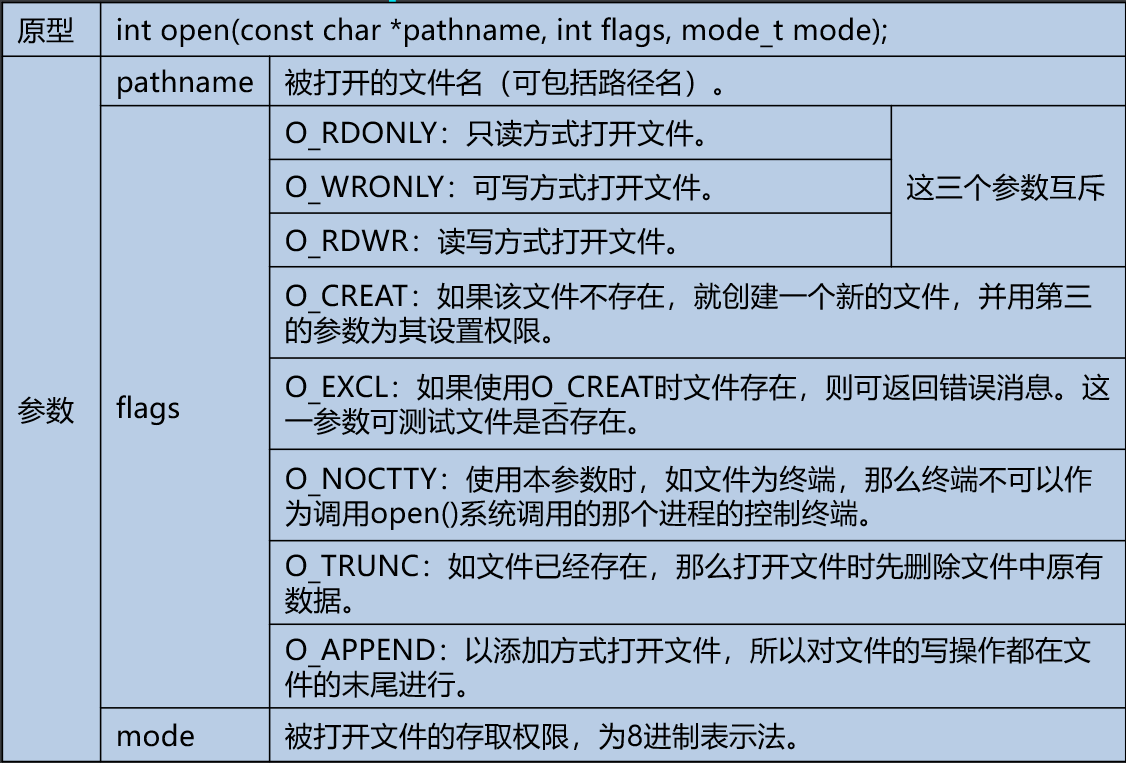 原型
int open(const char *pathname, int flags, mode_t mode);
参数
pathname
被打开的文件名（可包括路径名）。
flags
O_RDONLY：只读方式打开文件。
O_WRONLY：可写方式打开文件。
O_RDWR：读写方式打开文件。
这三个参数互斥
O_CREAT：如果该文件不存在，就创建一个新的文件，并用第三
的参数为其设置权限。
O_EXCL：如果使用O_CREAT时文件存在，则可返回错误消息。这
一参数可测试文件是否存在。
O_NOCTTY：使用本参数时，如文件为终端，那么终端不可以作
为调用open()系统调用的那个进程的控制终端。
O_TRUNC：如文件已经存在，那么打开文件时先删除文件中原有
数据。
O_APPEND：以添加方式打开文件，所以对文件的写操作都在文
件的末尾进行。
mode
被打开文件的存取权限，为8进制表示法。